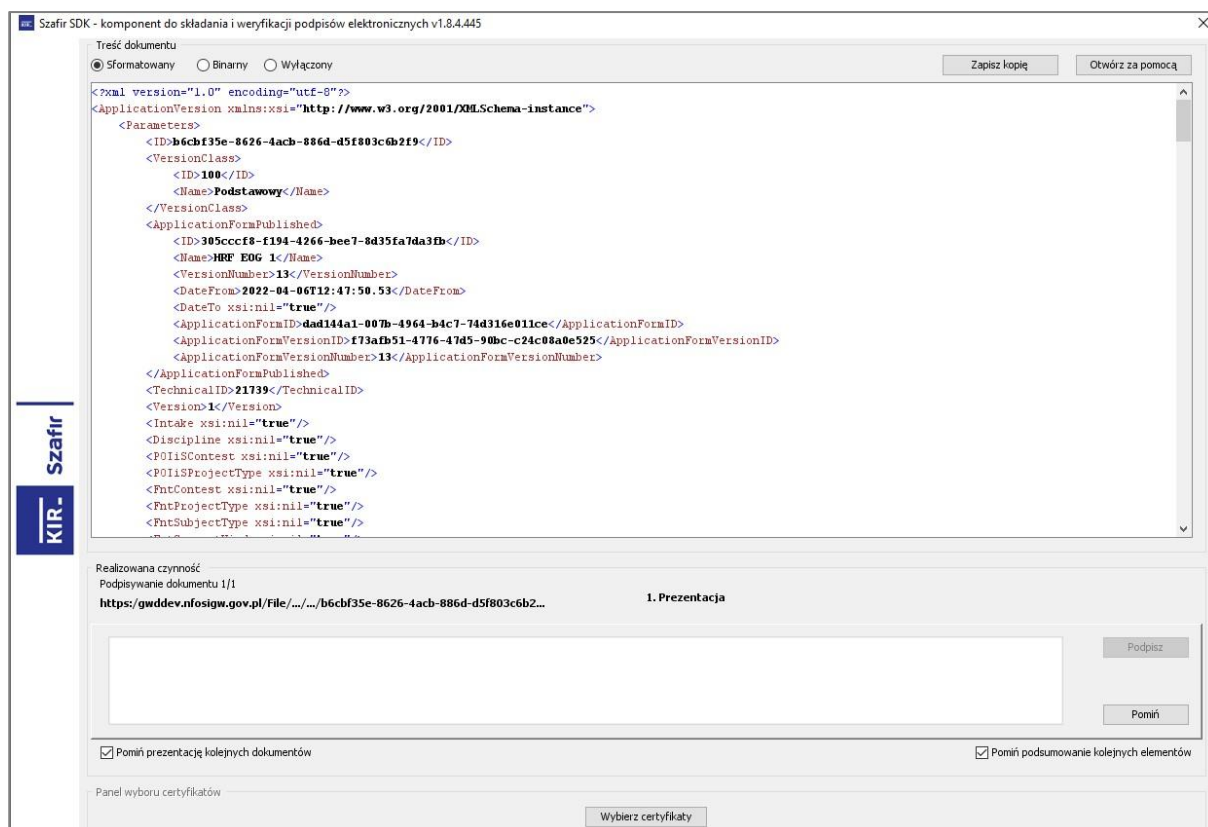 Szafir SDK - komponent do składania i weryfikacji podpisów elektronicznych v1.8.4.445
Treść dokumentu
Sformatowany Binarny Wyłączony Zapisz kopię Otwórz za pomocą
<?xml version="1.0" encoding="utf-8"?>
<ApplicationVersion xmlns:xsi="http://www.w3.org/2001/XMLSchema-instance">
<Parameters>
<ID>b6cbf35e-8626-4acb-886d-d5f803c6b2f9</ID>
<VersionClass>
<ID>100</ID>
<Name>Podstawowy</Name>
</VersionClass>
<ApplicationFormPublished>
<ID>305cccf8-f194-4266-bee7-8d35fa7da3fb</ID>
<Name>HRF EOG 1</Name>
<VersionNumber>13</VersionNumber>
<DateFrom>2022-04-06T12:47:50.53</DateFrom>
<DateTo xsi:nil="true"/>
<ApplicationFormID>dad144a1-007b-4964-b4c7-74d316e011ce</ApplicationFormID>
<ApplicationFormVersionID>f73afb51-4776-47d5-90bc-c24c08a0e525</ApplicationFormVersionID>
<ApplicationFormVersionNumber>13</ApplicationFormVersionNumber>
</ApplicationFormPublished>
<TechnicalID>21739</TechnicalID>
<Version>1</Version>
<Intake xsi:nil="true"/>
<Discipline xsi:nil="true"/>
<POIiSContest xsi:nil="true"/>
<POIiSProjectType xsi:nil="true"/>
<FntContest xsi:nil="true"/>
<FntProjectType xsi:nil="true"/>
<FntSubjectType xsi:nil="true"/>
KIR. Szafir
Realizowana czynność
Podpisywanie dokumentu 1/1
https:/gwddev.nfosigw.gov.pl/File/.../.../b6cbf35e-8626-4acb-886d-d5f803c6b2... 1. Prezentacja
Podpisz
Pomiń
Pomiń prezentację kolejnych dokumentów Pomiń podsumowanie kolejnych elementów
Panel wyboru certyfikatów
Wybierz certyfikaty